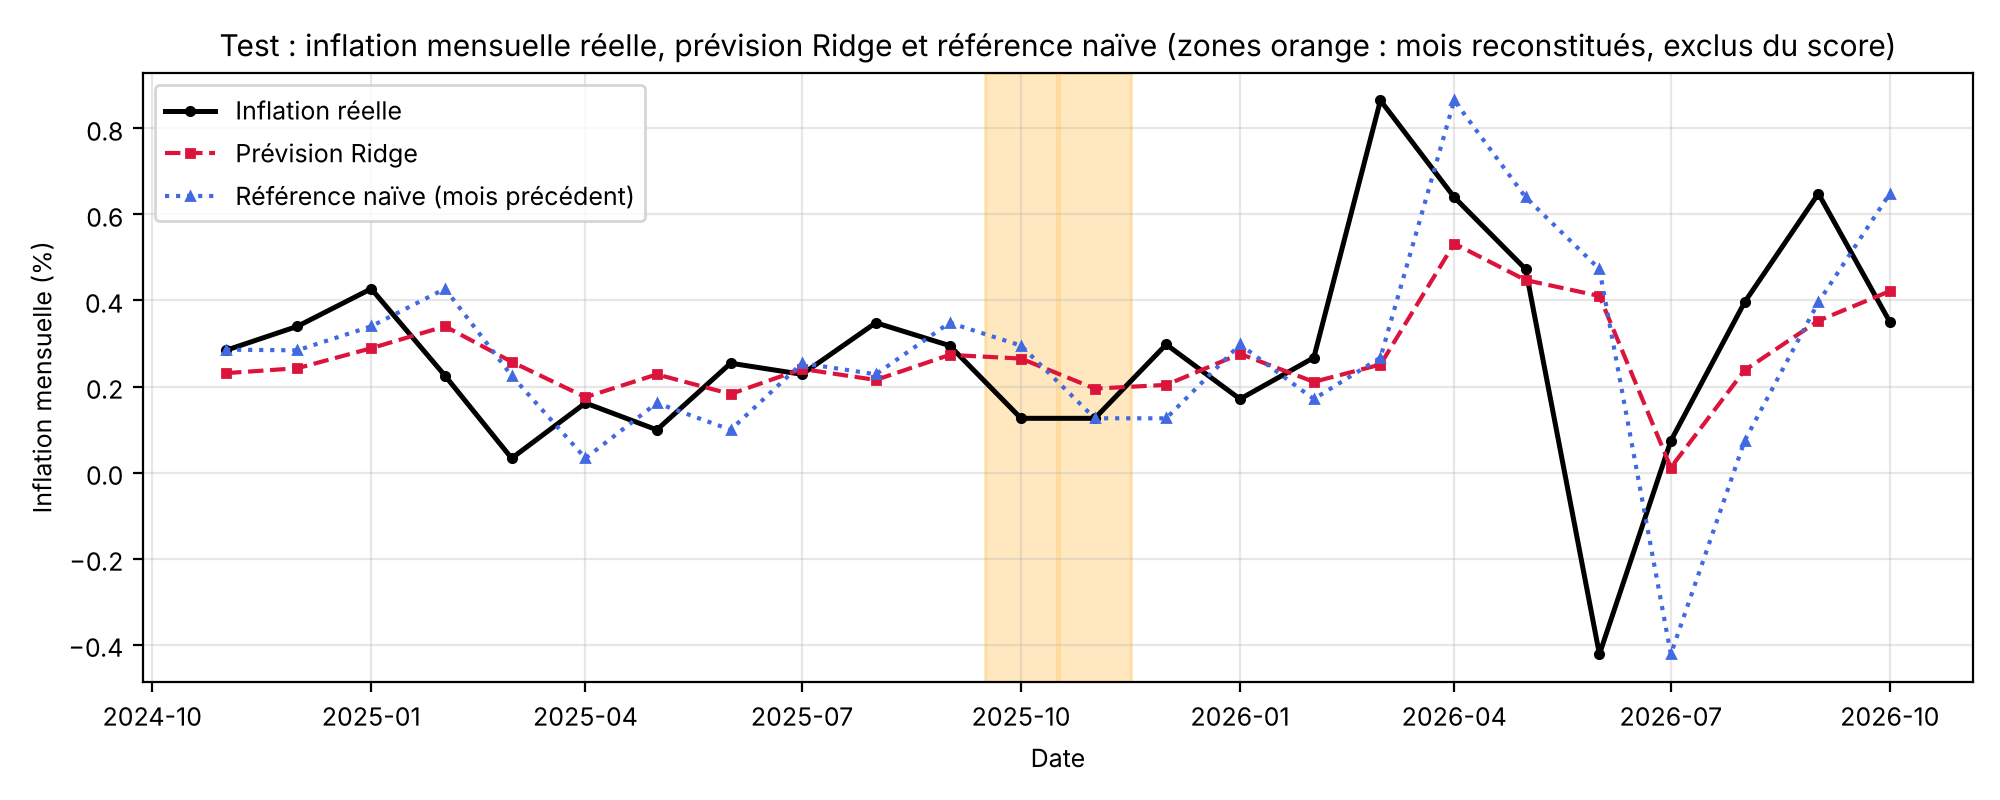 Test : inflation mensuelle réelle, prévision Ridge et référence naïve (zones orange : mois reconstitués, exclus du score)
Inflation réelle
Prévision Ridge
Référence naïve (mois précédent)
Inflation mensuelle (%)
0.8
0.6
0.4
0.2
0.0
−0.2
−0.4
2024-10 2025-01 2025-04 2025-07 2025-10 2026-01 2026-04 2026-07 2026-10
Date